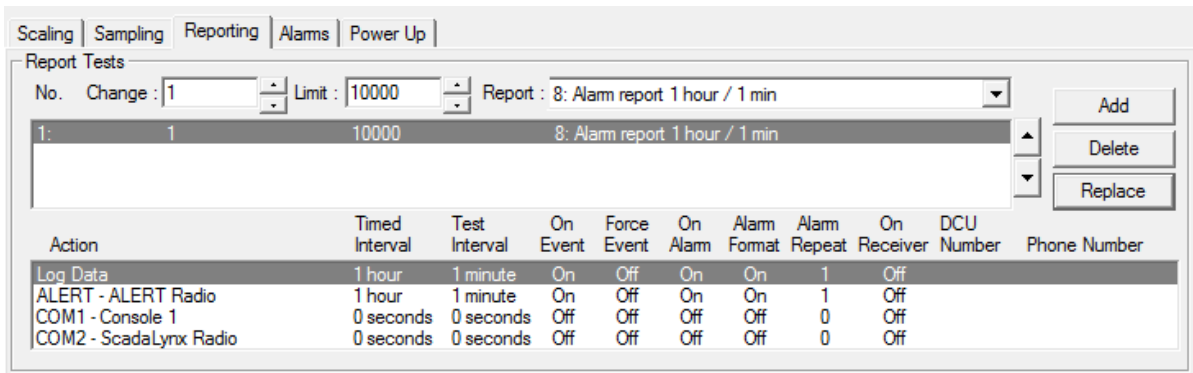 Scaling Sampling Reporting Alarms Power Up
Report Tests
No. Change : 1 Limit : 10000 Report : 8: Alarm report 1 hour / 1 min
Add
1: 1 10000 8: Alarm report 1 hour / 1 min
Delete
Replace
Timed Test On Force On Alarm Alarm On DCU
Action Interval Interval Event Event Alarm Format Repeat Receiver Number Phone Number
Log Data 1 hour 1 minute On Off On On 1 Off
ALERT - ALERT Radio 1 hour 1 minute On Off On On 1 Off
COM1 - Console 1 0 seconds 0 seconds Off Off Off Off 0 Off
COM2 - ScadaLynx Radio 0 seconds 0 seconds Off Off Off Off 0 Off